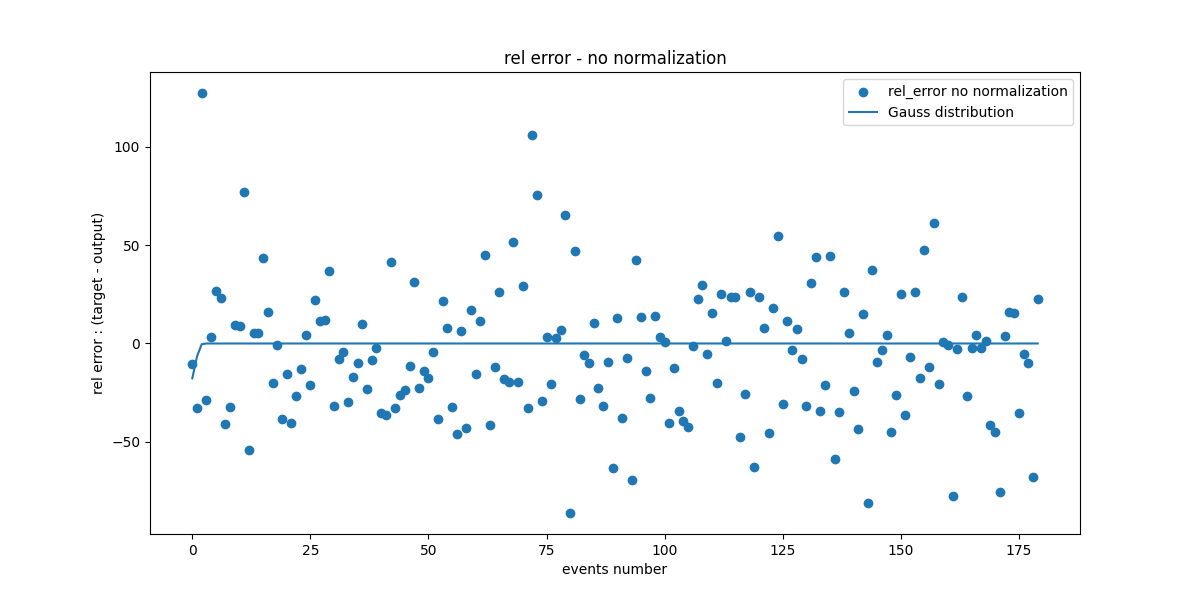 rel error - no normalization
rel_error no normalization
Gauss distribution
rel error : (target - output)
100
50
0
−50
0
25
50
75
100
125
150
175
events number